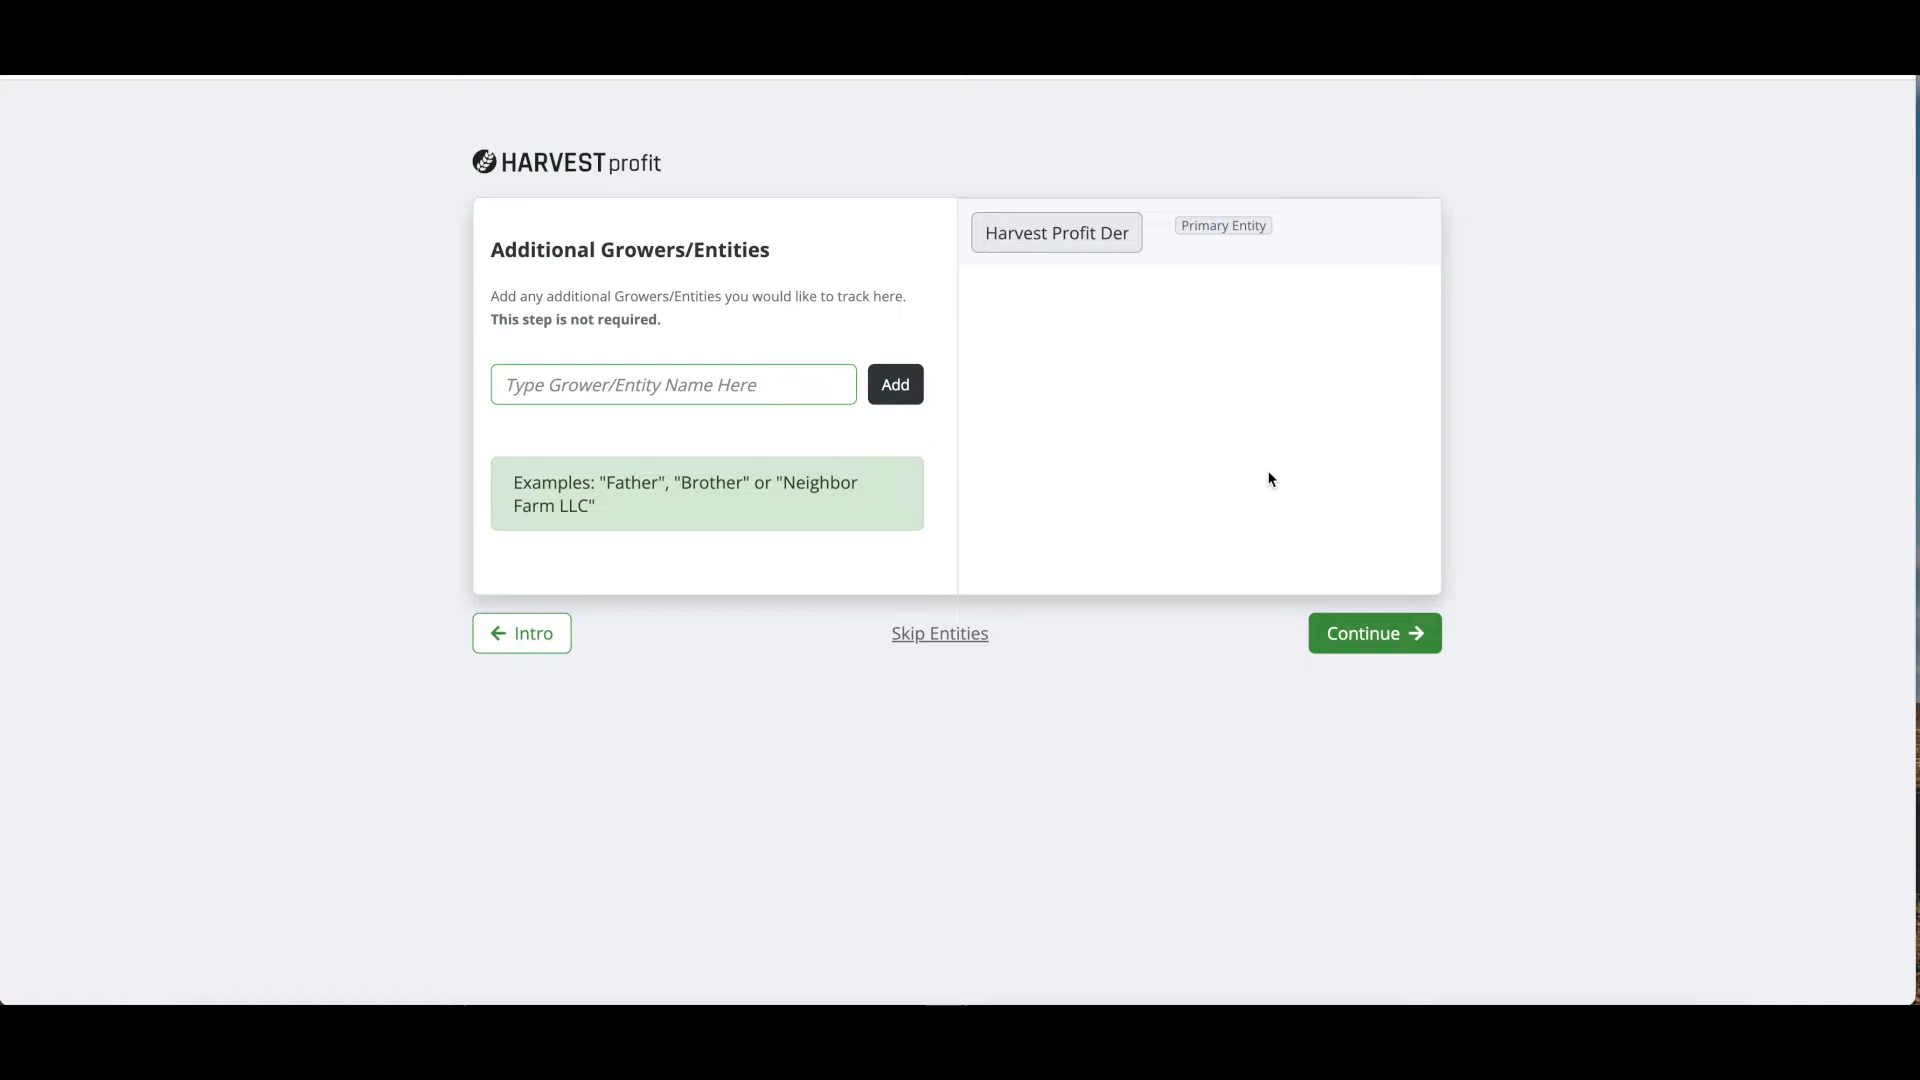 HARVEST profit
Additional Growers/Entities
Add any additional Growers/Entities you would like to track here.
This step is not required.
Type Grower/Entity Name Here
Add
Examples: "Father", "Brother" or "Neighbor
Farm LLC"
Harvest Profit Der
Primary Entity
Intro
Skip Entities
Continue